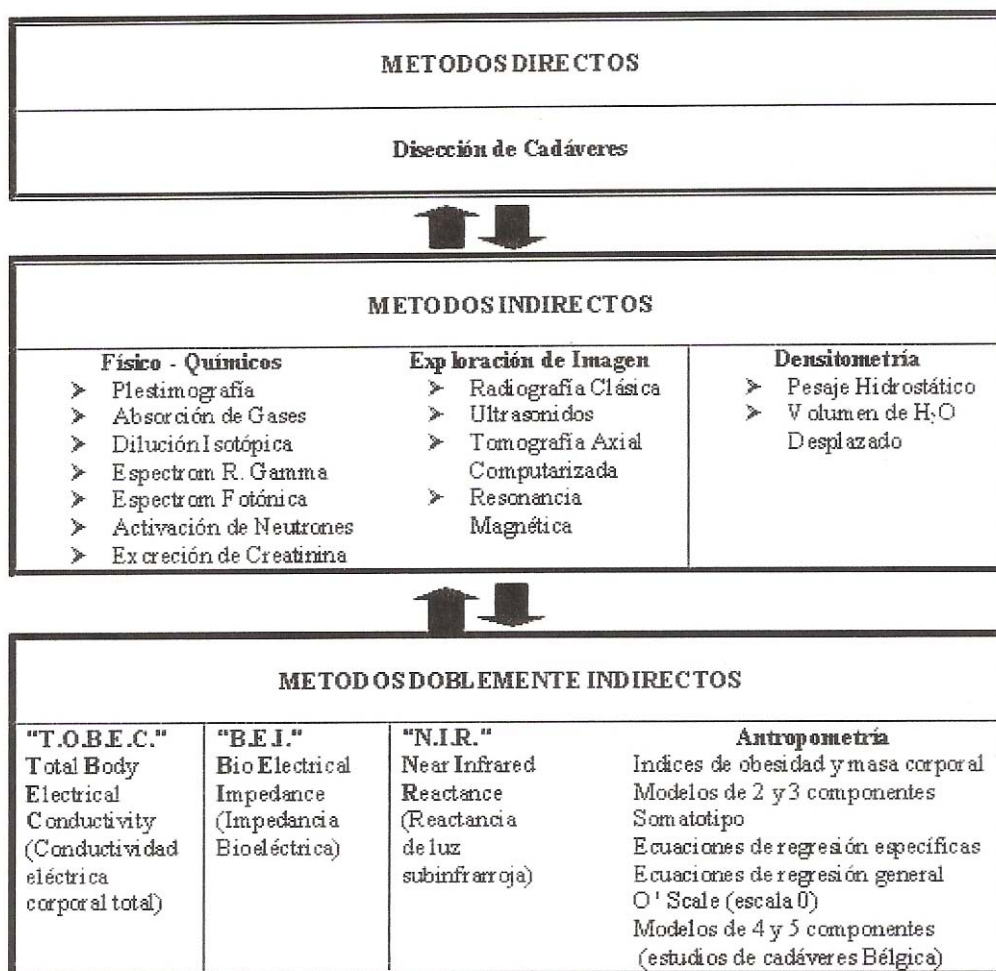 METODOS DIRECTOS
Disección de Cadáveres
METODOS INDIRECTOS
Físico - Químicos
➤ Plestimografía
➤ Absorción de Gases
➤ Dilución Isotópica
➤ Espectrom R. Gamma
➤ Espectrom Fotónica
➤ Activación de Neutrones
➤ Excreción de Creatinina
Exploración de Imagen
➤ Radiografía Clásica
➤ Ultrasonidos
➤ Tomografía Axial
Computarizada
➤ Resonancia
Magnética
Densitometría
➤ Pesaje Hidrostático
➤ Volumen de H₂O
Desplazado
METODOS DOBLEMENTE INDIRECTOS
"T.O.B.E.C."
Total Body
Electrical
Conductivity
(Conductividad
eléctrica
corporal total)
"B.E.I."
Bio Electrical
Impedance
(Impedancia
Bioeléctrica)
"N.I.R."
Near Infrared
Reactance
(Reactancia
de luz
subinfrarroja)
Antropometría
Indices de obesidad y masa corporal
Modelos de 2 y 3 componentes
Somatotipo
Ecuaciones de regresión específicas
Ecuaciones de regresión general
O' Scale (escala 0)
Modelos de 4 y 5 componentes
(estudios de cadáveres Bélgica)